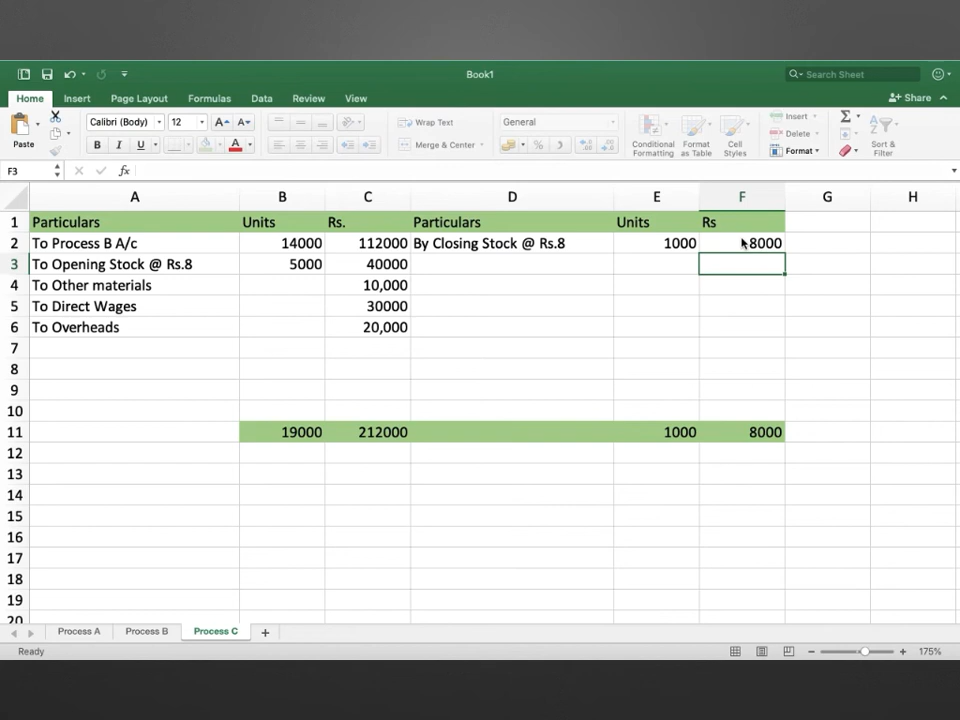 Book1
Search Sheet
Home Insert Page Layout Formulas Data Review View
Share
Paste
Calibri (Body) 12 A A
B I U A
Wrap Text
Merge & Center
General
%
Conditional Formatting
Format as Table
Cell Styles
Insert
Delete
Format
Sort & Filter
F3 fx
A B C D E F G H
1 Particulars Units Rs. Particulars Units Rs
2 To Process B A/c 14000 112000 By Closing Stock @ Rs.8 1000 8000
3 To Opening Stock @ Rs.8 5000 40000
4 To Other materials 10,000
5 To Direct Wages 30000
6 To Overheads 20,000
7
8
9
10
11 19000 212000 1000 8000
12
13
14
15
16
17
18
19
20
Process A Process B Process C +
Ready
175%